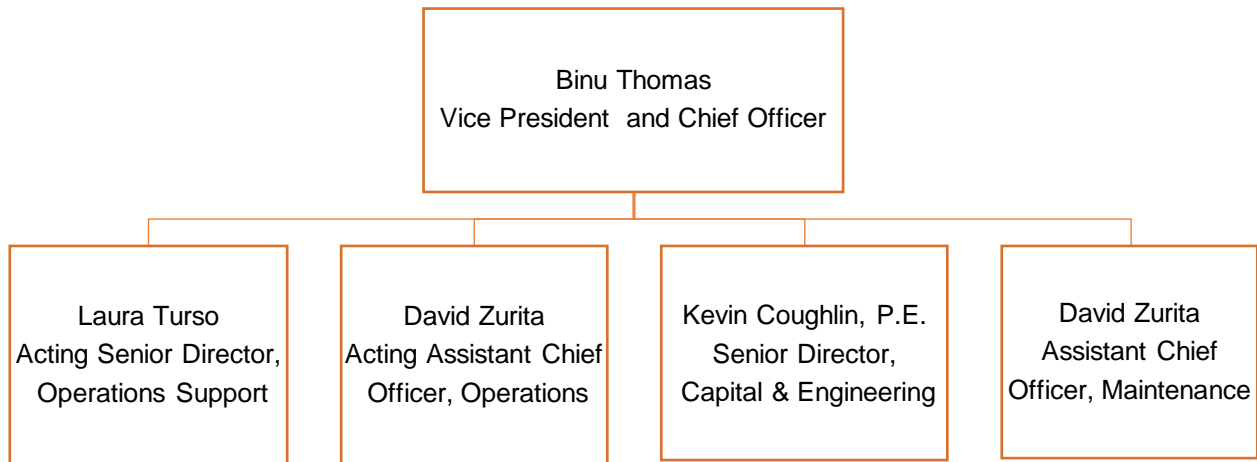 Binu Thomas
Vice President and Chief Officer
Laura Turso
Acting Senior Director,
Operations Support
David Zurita
Acting Assistant Chief
Officer, Operations
Kevin Coughlin, P.E.
Senior Director,
Capital & Engineering
David Zurita
Assistant Chief
Officer, Maintenance